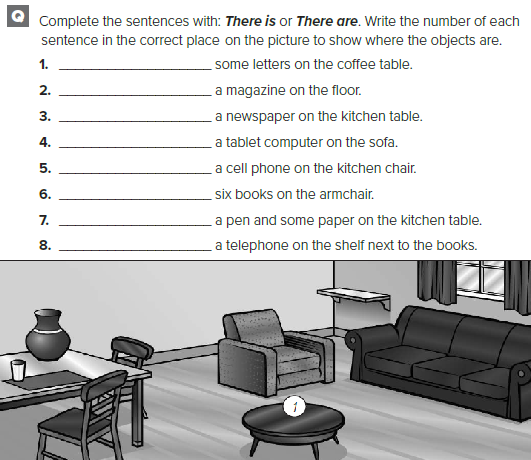 Q Complete the sentences with: There is or There are. Write the number of each
sentence in the correct place on the picture to show where the objects are.
1. ____________________ some letters on the coffee table.
2. ____________________ a magazine on the floor.
3. ____________________ a newspaper on the kitchen table.
4. ____________________ a tablet computer on the sofa.
5. ____________________ a cell phone on the kitchen chair.
6. ____________________ six books on the armchair.
7. ____________________ a pen and some paper on the kitchen table.
8. ____________________ a telephone on the shelf next to the books.
1